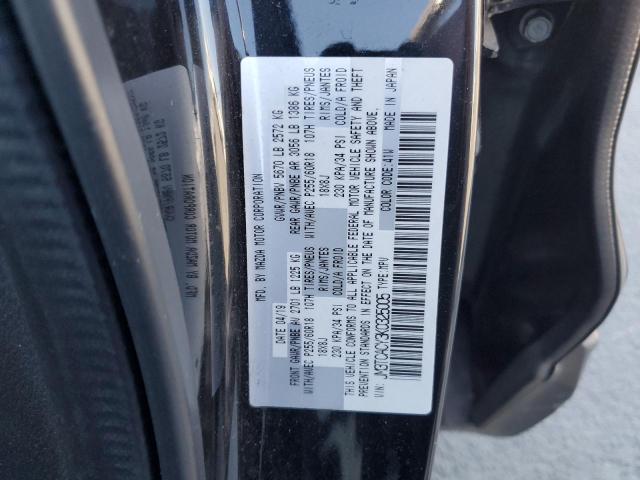 MFD. BY MAZDA MOTOR CORPORATION
DATE 04/19 GVWR/PNBV 5670 LB 2572 KG
FRONT GAWR/PNBE AV 2701 LB 1225 KG REAR GAWR/PNBE AR 3056 LB 1386 KG
WITH/AVEC P255/60R18 107H TIRES/PNEUS WITH/AVEC P255/60R18 107H TIRES/PNEUS
18X8J RIMS/JANTES 18X8J RIMS/JANTES
230 KPA/34 PSI COLD/A FROID 230 KPA/34 PSI COLD/A FROID
THIS VEHICLE CONFORMS TO ALL APPLICABLE FEDERAL MOTOR VEHICLE SAFETY AND THEFT
PREVENTION STANDARDS IN EFFECT ON THE DATE OF MANUFACTURE SHOWN ABOVE.
VIN: JM3TCACY3K0325005 TYPE:MPV COLOR CODE:41W MADE IN JAPAN